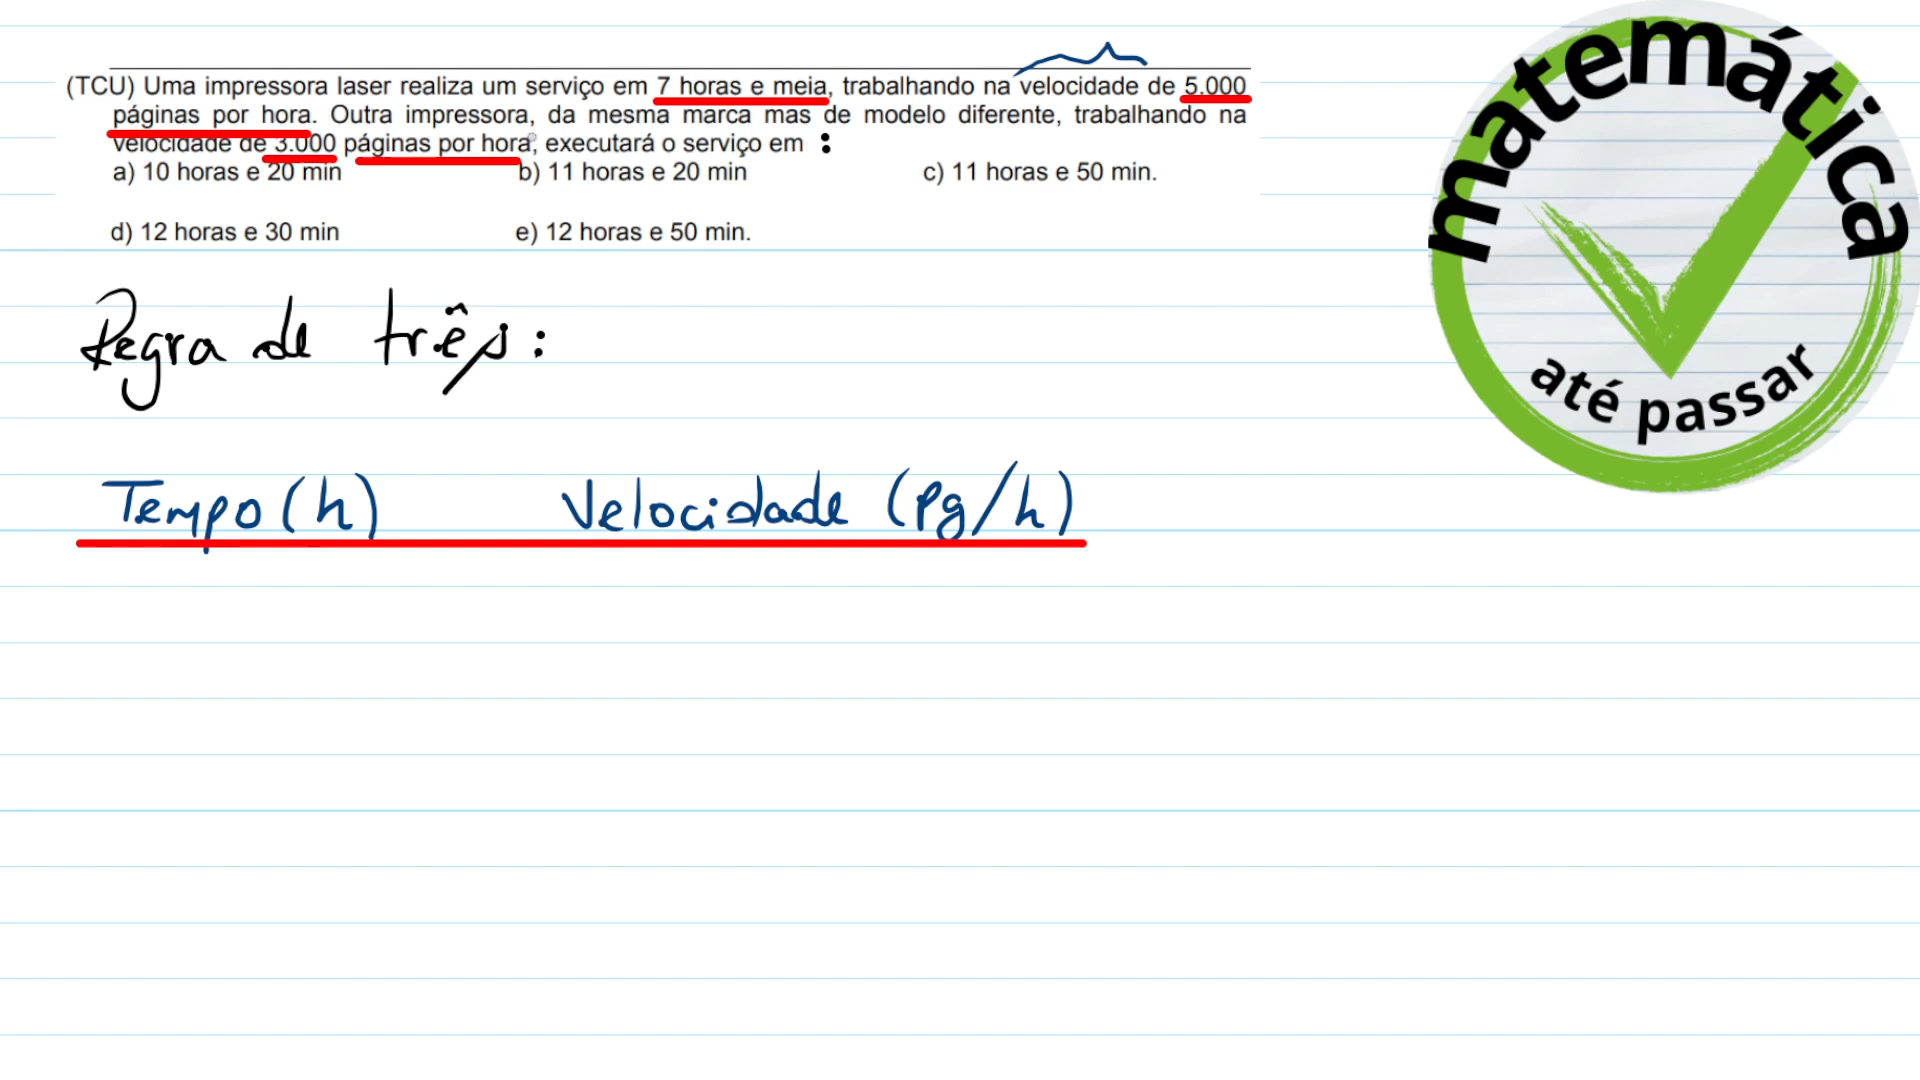 (TCU) Uma impressora laser realiza um serviço em 7 horas e meia, trabalhando na velocidade de 5.000
páginas por hora. Outra impressora, da mesma marca mas de modelo diferente, trabalhando na
velocidade de 3.000 páginas por hora, executará o serviço em :
a) 10 horas e 20 min b) 11 horas e 20 min c) 11 horas e 50 min.
d) 12 horas e 30 min e) 12 horas e 50 min.
Regra de três:
Tempo (h) Velocidade (Pg/h)
matemática
até passar